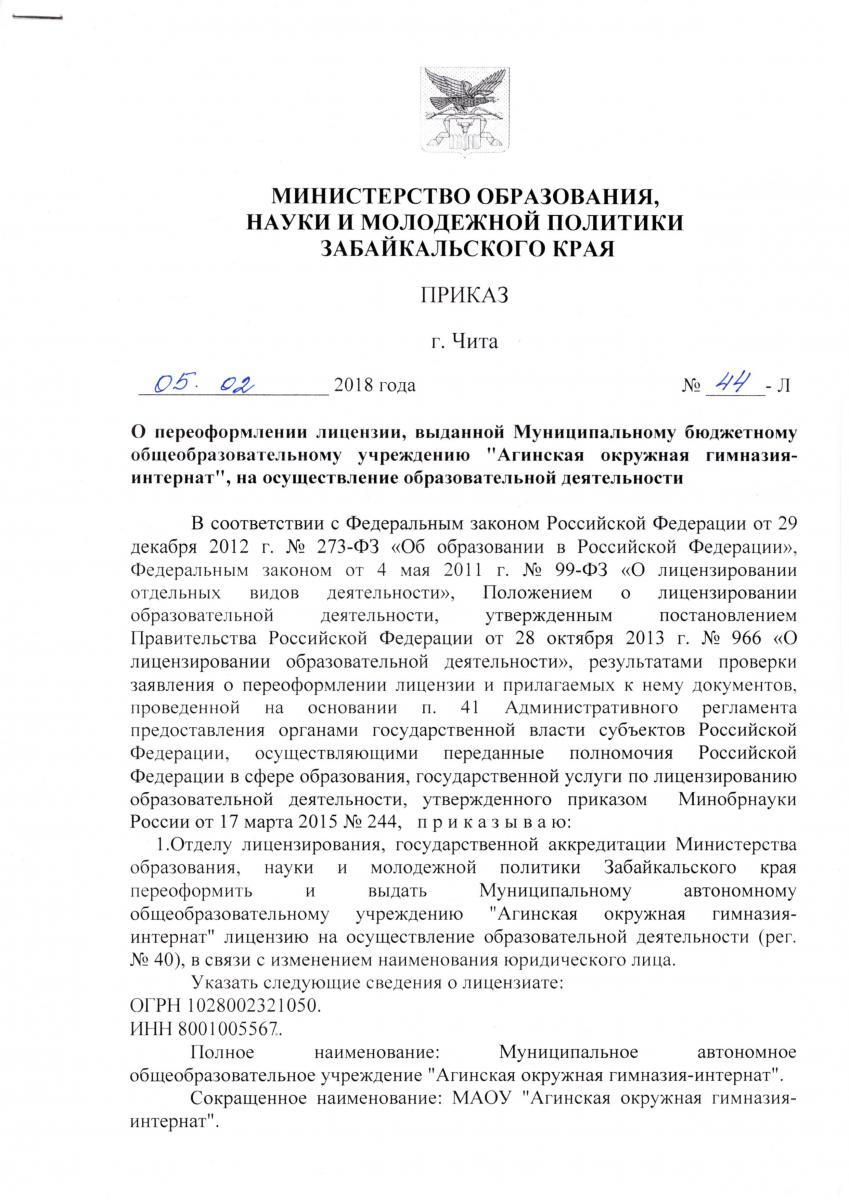 МИНИСТЕРСТВО ОБРАЗОВАНИЯ,
НАУКИ И МОЛОДЕЖНОЙ ПОЛИТИКИ
ЗАБАЙКАЛЬСКОГО КРАЯ
ПРИКАЗ
г. Чита
05. 02 2018 года № 44 - Л
О переоформлении лицензии, выданной Муниципальному бюджетному
общеобразовательному учреждению "Агинская окружная гимназия-
интернат", на осуществление образовательной деятельности
В соответствии с Федеральным законом Российской Федерации от 29
декабря 2012 г. № 273-ФЗ «Об образовании в Российской Федерации»,
Федеральным законом от 4 мая 2011 г. № 99-ФЗ «О лицензировании
отдельных видов деятельности», Положением о лицензировании
образовательной деятельности, утвержденным постановлением
Правительства Российской Федерации от 28 октября 2013 г. № 966 «О
лицензировании образовательной деятельности», результатами проверки
заявления о переоформлении лицензии и прилагаемых к нему документов,
проведенной на основании п. 41 Административного регламента
предоставления органами государственной власти субъектов Российской
Федерации, осуществляющими переданные полномочия Российской
Федерации в сфере образования, государственной услуги по лицензированию
образовательной деятельности, утвержденного приказом Минобрнауки
России от 17 марта 2015 № 244, п р и к а з ы в а ю:
1.Отделу лицензирования, государственной аккредитации Министерства
образования, науки и молодежной политики Забайкальского края
переоформить и выдать Муниципальному автономному
общеобразовательному учреждению "Агинская окружная гимназия-
интернат" лицензию на осуществление образовательной деятельности (рег.
№ 40), в связи с изменением наименования юридического лица.
Указать следующие сведения о лицензиате:
ОГРН 1028002321050.
ИНН 8001005567.
Полное наименование: Муниципальное автономное
общеобразовательное учреждение "Агинская окружная гимназия-интернат".
Сокращенное наименование: МАОУ "Агинская окружная гимназия-
интернат".